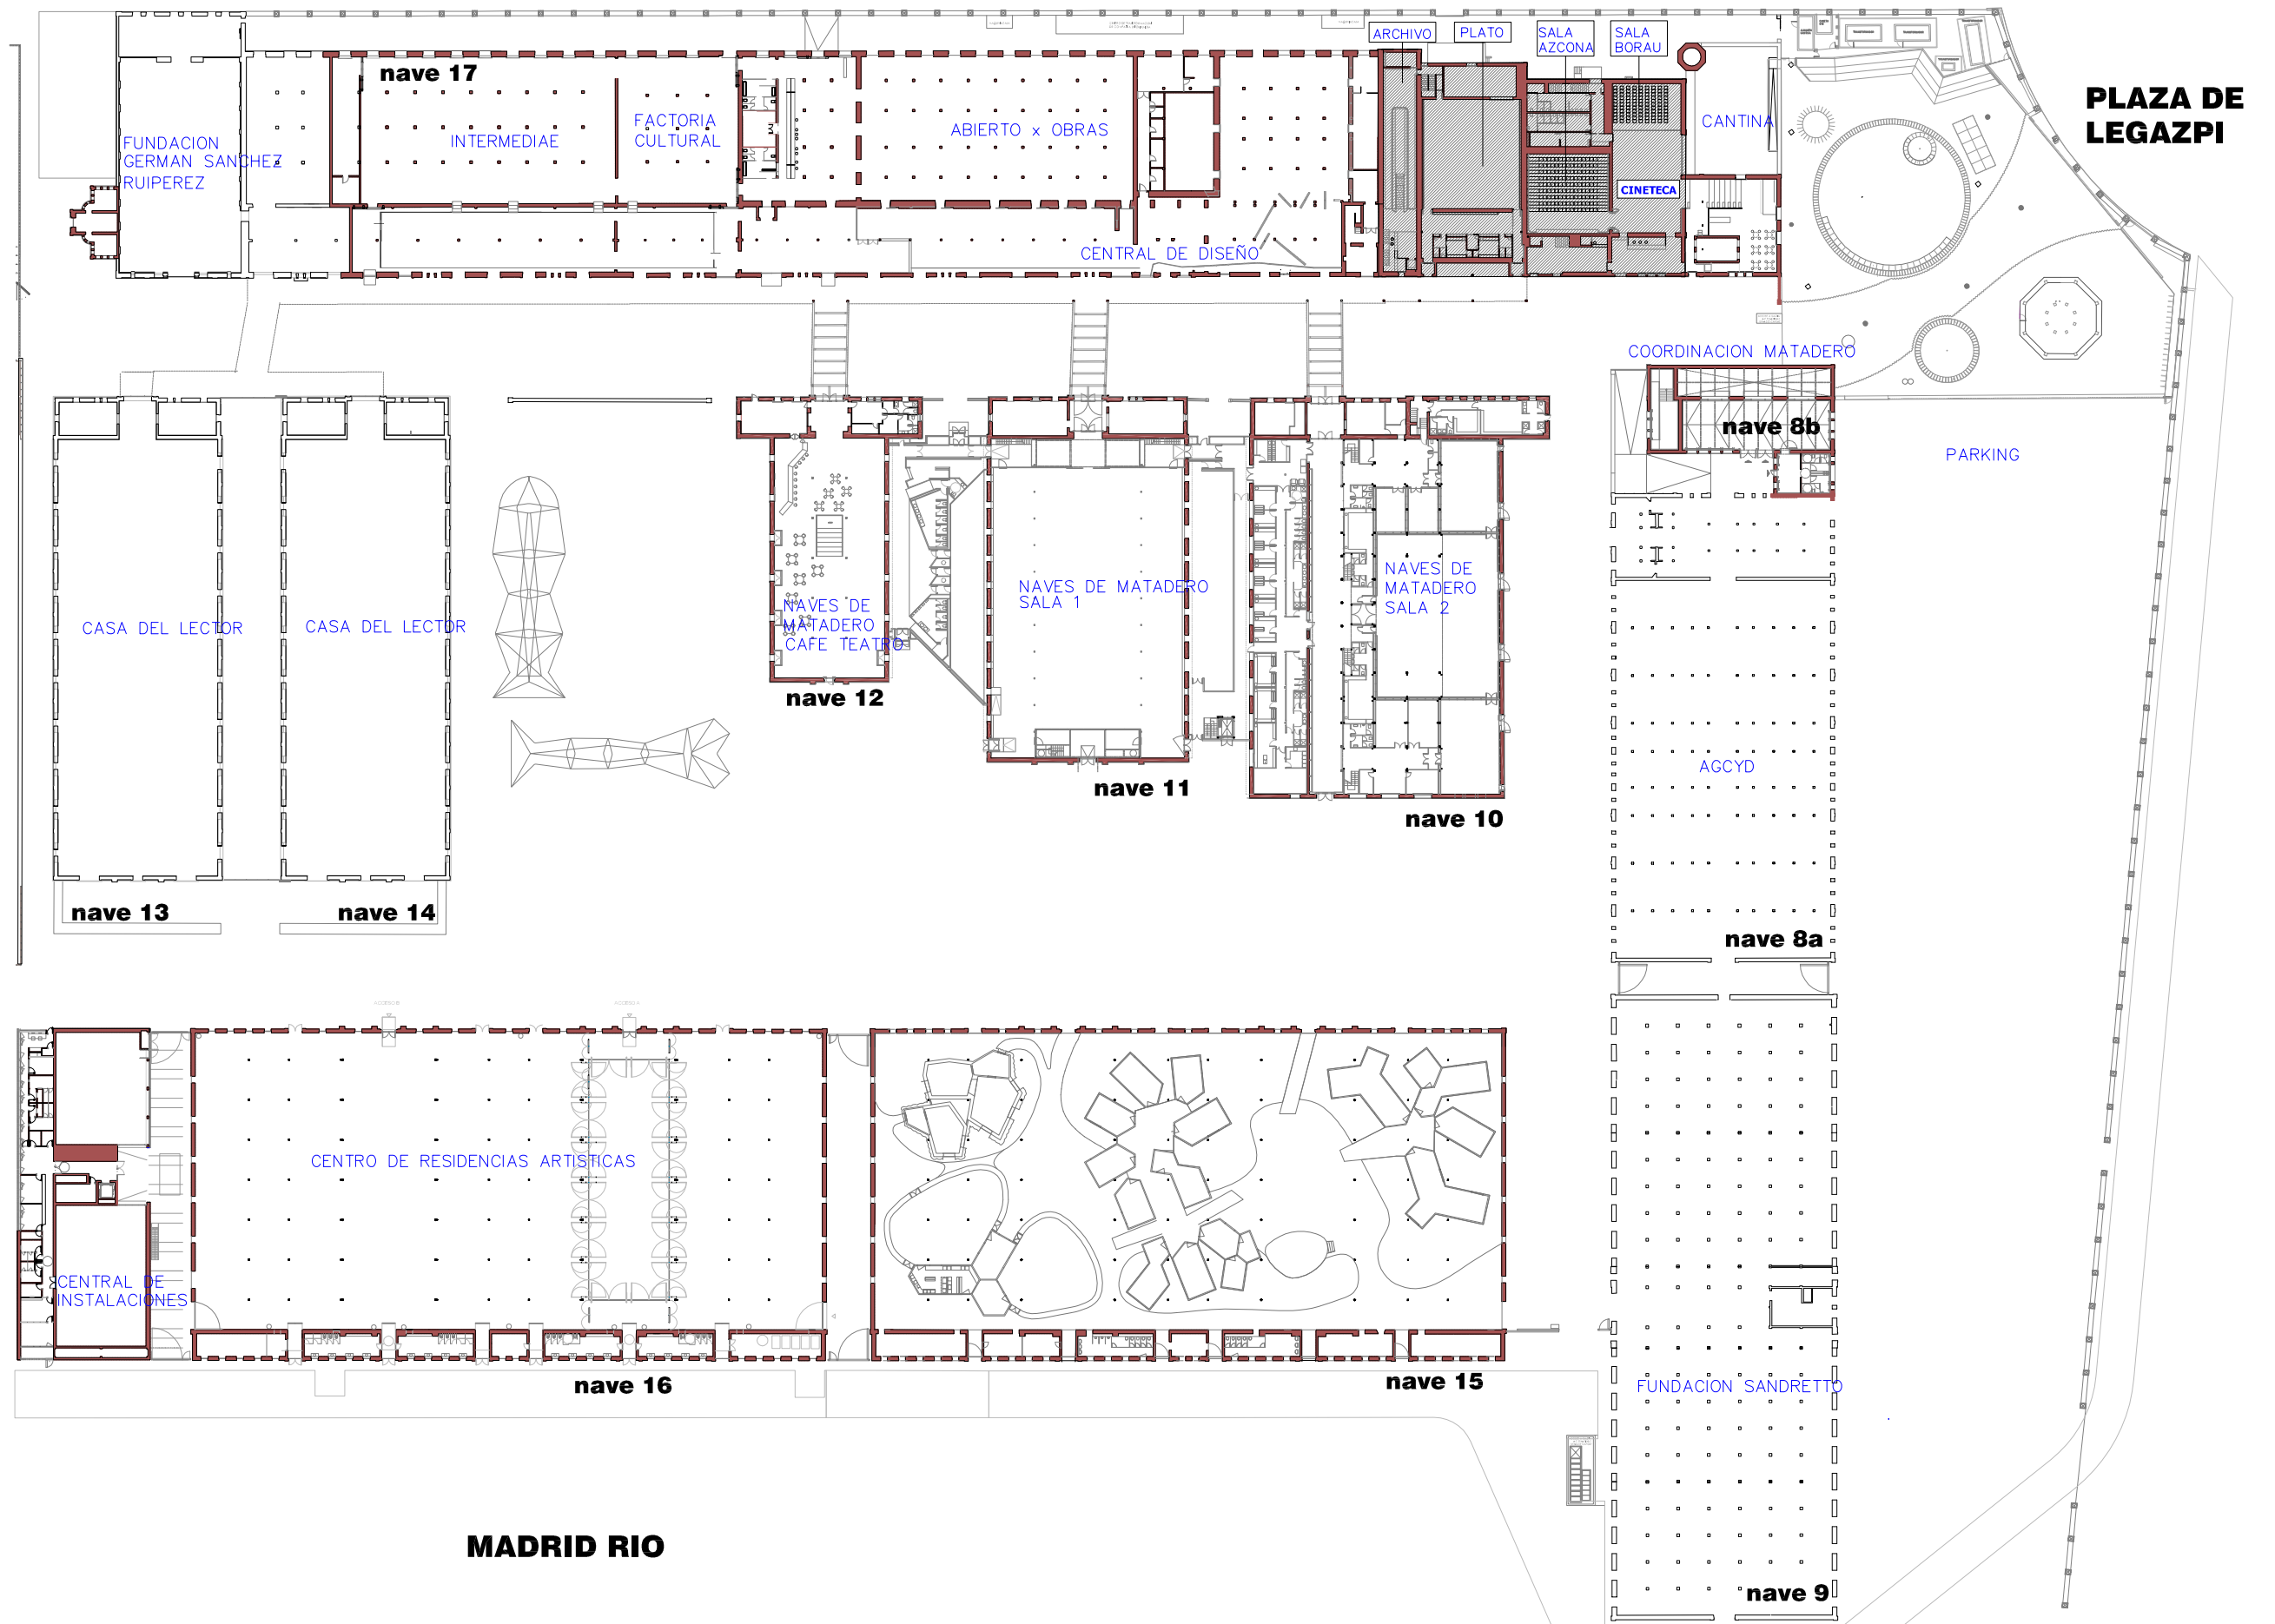 ARCHIVO
PLATO
SALA
AZCONA
SALA
BORAU
nave 17
PLAZA DE
LEGAZPI
FUNDACION
GERMAN SANCHEZ
RUIPEREZ
INTERMEDIAE
FACTORIA
CULTURAL
ABIERTO x OBRAS
CANTINA
CINETECA
CENTRAL DE DISEÑO
COORDINACION MATADERO
nave 8b
PARKING
CASA DEL LECTOR
CASA DEL LECTOR
NAVES DE
MATADERO
CAFE TEATRO
NAVES DE MATADERO
SALA 1
NAVES DE
MATADERO
SALA 2
nave 12
nave 11
nave 10
AGCYD
nave 13
nave 14
nave 8a
CENTRO DE RESIDENCIAS ARTISTICAS
CENTRAL DE
INSTALACIONES
nave 16
nave 15
FUNDACION SANDRETTO
MADRID RIO
nave 9